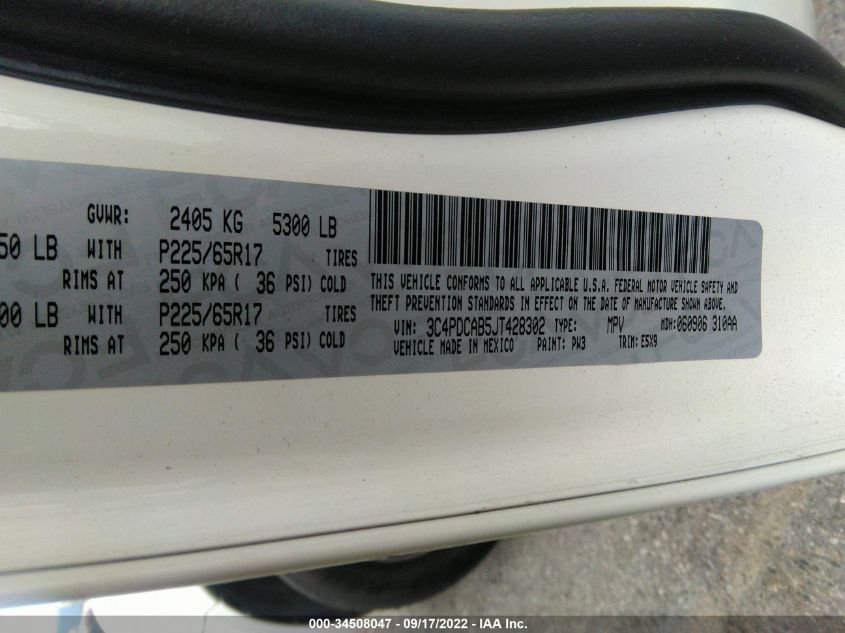 GVWR: 2405 KG 5300 LB
50 LB WITH P225/65R17 TIRES
RIMS AT 250 KPA ( 36 PSI) COLD
00 LB WITH P225/65R17 TIRES
RIMS AT 250 KPA ( 36 PSI) COLD
THIS VEHICLE CONFORMS TO ALL APPLICABLE U.S.A. FEDERAL MOTOR VEHICLE SAFETY AND
THEFT PREVENTION STANDARDS IN EFFECT ON THE DATE OF MANUFACTURE SHOWN ABOVE.
VIN: 3C4PDCAB5JT428302 TYPE: MPV MDH:060906 310AA
VEHICLE MADE IN MEXICO PAINT: PW3 TRIM: E5X9
000-34508047 - 09/17/2022 - IAA Inc.